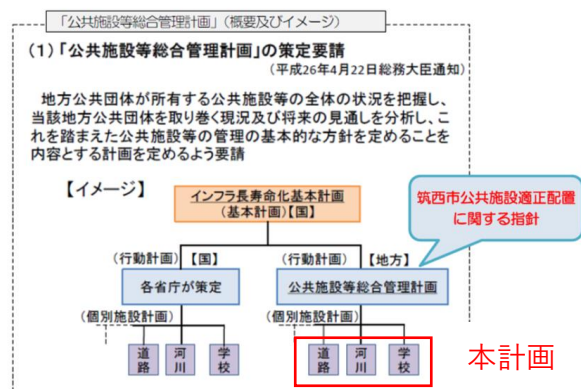 「公共施設等総合管理計画」(概要及びイメージ)
(1)「公共施設等総合管理計画」の策定要請
(平成26年4月22日総務大臣通知)
地方公共団体が所有する公共施設等の全体の状況を把握し、
当該地方公共団体を取り巻く現況及び将来の見通しを分析し、こ
れを踏まえた公共施設等の管理の基本的な方針を定めることを
内容とする計画を定めるよう要請
【イメージ】
インフラ長寿命化基本計画
(基本計画)【国】
筑西市公共施設適正配置
に関する指針
(行動計画) 【国】
(行動計画) 【地方】
各省庁が策定
公共施設等総合管理計画
(個別施設計画)
(個別施設計画)
道路 河川 学校
道路 河川 学校
本計画